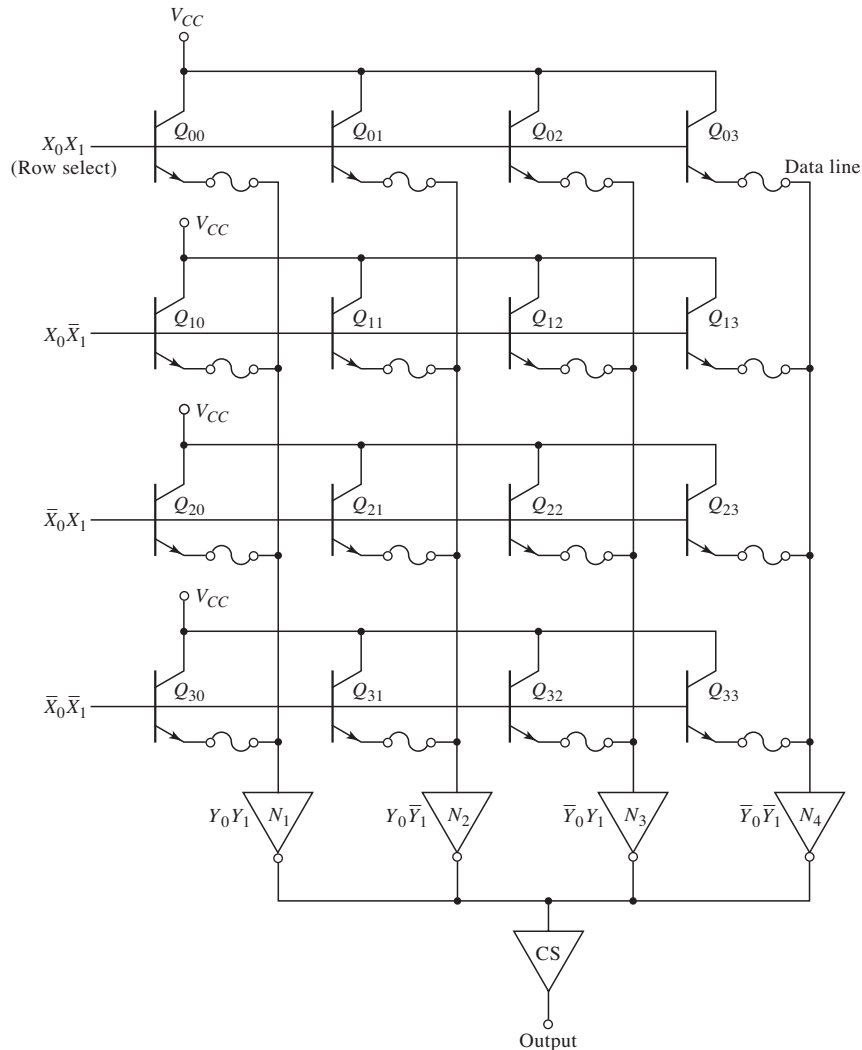 V_CC
Q_00 Q_01 Q_02 Q_03
X_0X_1
(Row select)
Data line
V_CC
Q_10 Q_11 Q_12 Q_13
X_0X̄_1
V_CC
Q_20 Q_21 Q_22 Q_23
X̄_0X_1
V_CC
Q_30 Q_31 Q_32 Q_33
X̄_0X̄_1
Y_0Y_1 N_1 Y_0Ȳ_1 N_2 Ȳ_0Y_1 N_3 Ȳ_0Ȳ_1 N_4
CS
Output